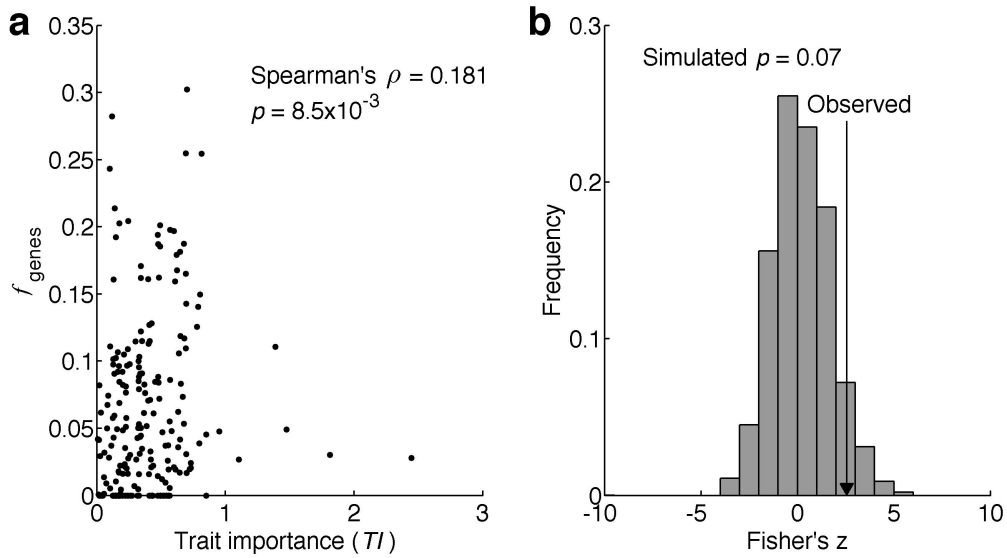 a
0.35
0.3
0.25
0.2
0.15
0.1
0.05
0
0 1 2 3
f genes
Trait importance (TI)
Spearman's ρ = 0.181
p = 8.5x10⁻³
b
0.3
0.2
0.1
0
-10 -5 0 5 10
Frequency
Fisher's z
Simulated p = 0.07
Observed